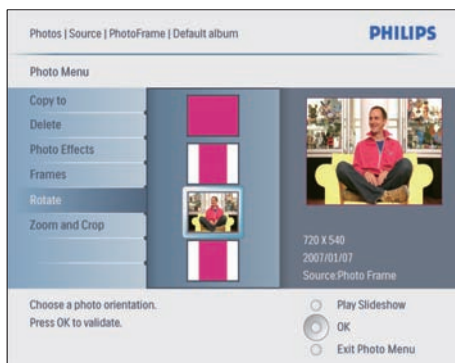 Photos | Source | PhotoFrame | Default album
PHILIPS
Photo Menu
Copy to
Delete
Photo Effects
Frames
Rotate
Zoom and Crop
720 X 540
2007/01/07
Source:Photo Frame
Choose a photo orientation.
Press OK to validate.
Play Slideshow
OK
Exit Photo Menu